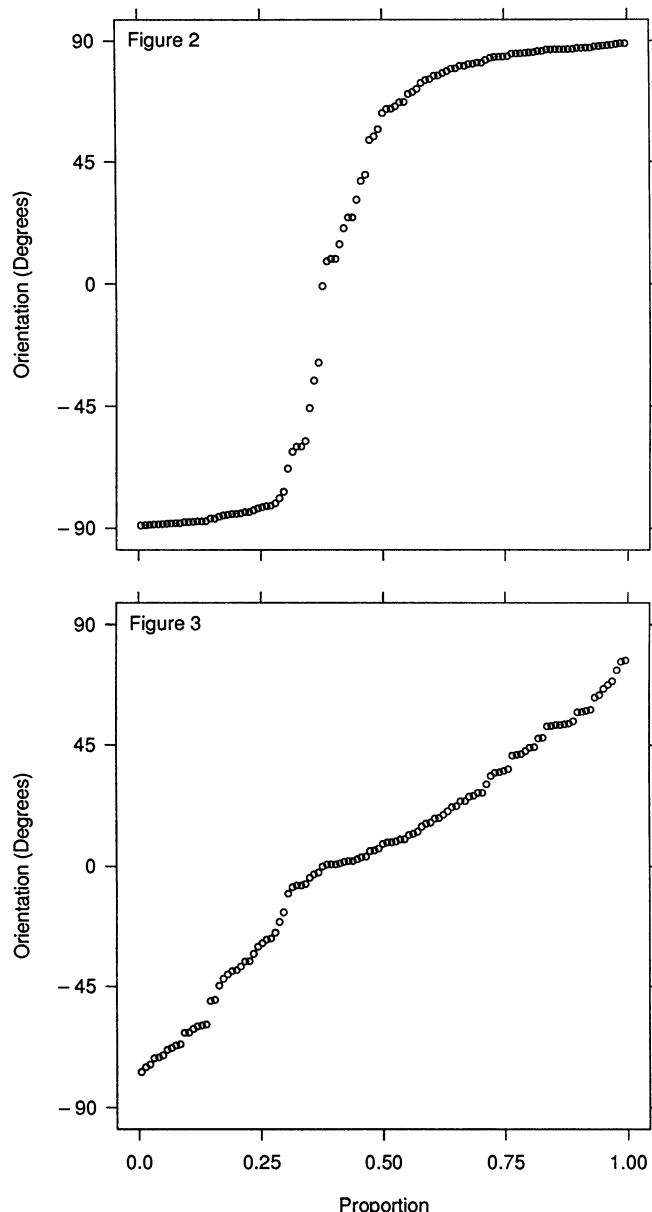 Figure 2
90
45
0
– 45
– 90
Orientation (Degrees)
Figure 3
90
45
0
– 45
– 90
Orientation (Degrees)
0.0 0.25 0.50 0.75 1.00
Proportion